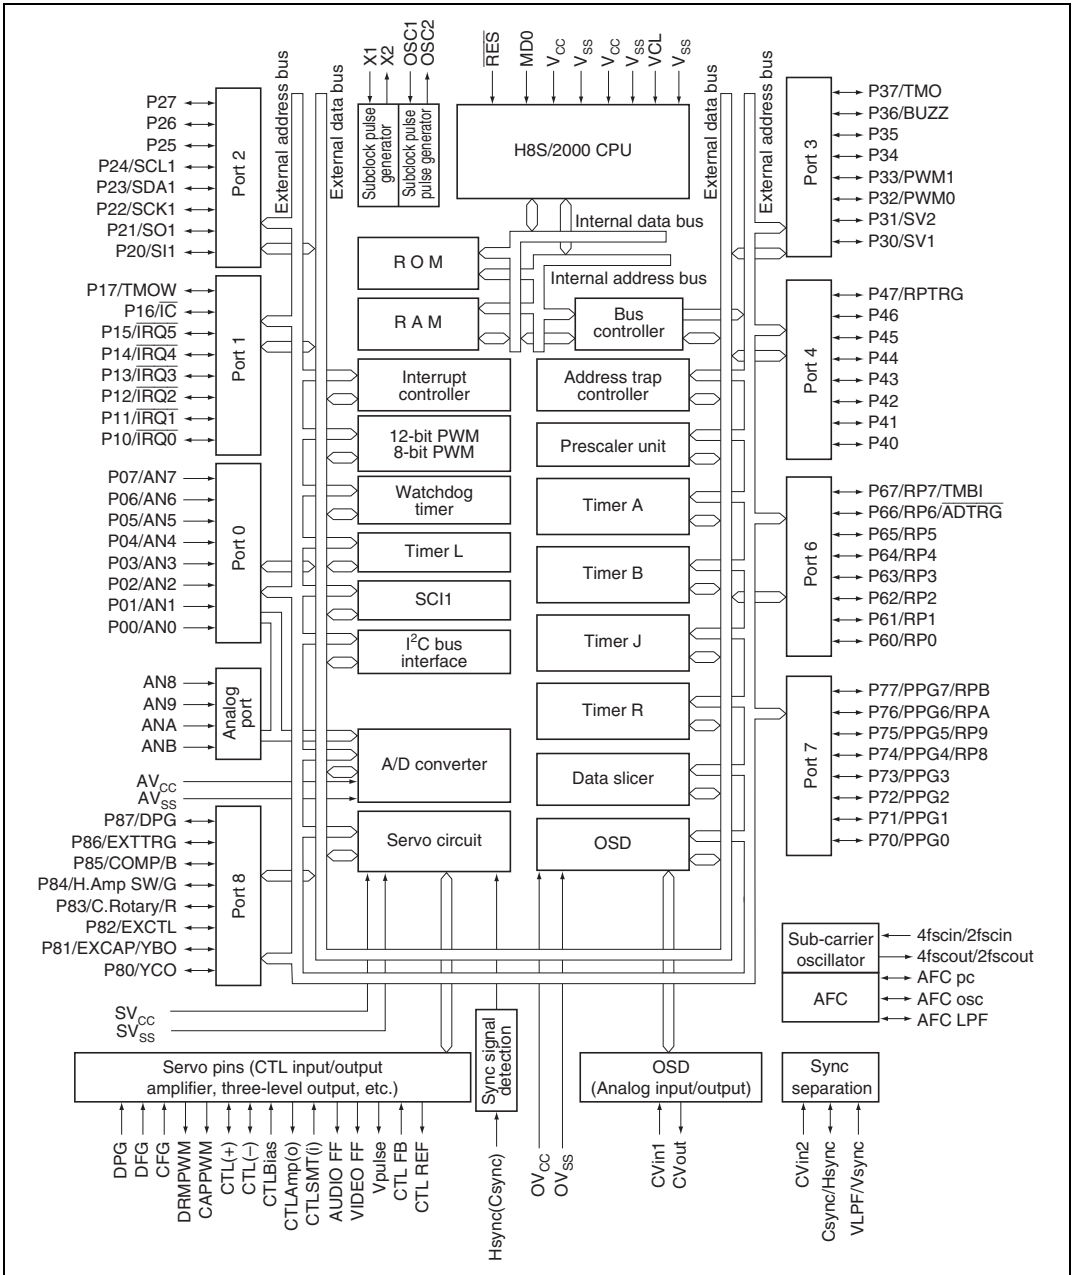 X1
X2
OSC1
OSC2
RES
MD0
VCC
VSS
VCC
VSS
VCL
VSS
External address bus
External data bus
Subclock pulse
generator
Subclock pulse
pulse generator
H8S/2000 CPU
External data bus
External address bus
P27
P26
P25
P24/SCL1
P23/SDA1
P22/SCK1
P21/SO1
P20/SI1
Port 2
P17/TMOW
P16/IC
P15/IRQ5
P14/IRQ4
P13/IRQ3
P12/IRQ2
P11/IRQ1
P10/IRQ0
Port 1
P07/AN7
P06/AN6
P05/AN5
P04/AN4
P03/AN3
P02/AN2
P01/AN1
P00/AN0
Port 0
AN8
AN9
ANA
ANB
Analog
port
AVCC
AVSS
P87/DPG
P86/EXTTRG
P85/COMP/B
P84/H.Amp SW/G
P83/C.Rotary/R
P82/EXCTL
P81/EXCAP/YBO
P80/YCO
Port 8
SVCC
SVSS
Internal data bus
Internal address bus
R O M
R A M
Bus
controller
Interrupt
controller
12-bit PWM
8-bit PWM
Watchdog
timer
Timer L
SCI1
I2C bus
interface
A/D converter
Servo circuit
Address trap
controller
Prescaler unit
Timer A
Timer B
Timer J
Timer R
Data slicer
OSD
Port 3
P37/TMO
P36/BUZZ
P35
P34
P33/PWM1
P32/PWM0
P31/SV2
P30/SV1
Port 4
P47/RPTRG
P46
P45
P44
P43
P42
P41
P40
Port 6
P67/RP7/TMBI
P66/RP6/ADTRG
P65/RP5
P64/RP4
P63/RP3
P62/RP2
P61/RP1
P60/RP0
Port 7
P77/PPG7/RPB
P76/PPG6/RPA
P75/PPG5/RP9
P74/PPG4/RP8
P73/PPG3
P72/PPG2
P71/PPG1
P70/PPG0
Sub-carrier
oscillator
4fscin/2fscin
4fscout/2fscout
AFC
AFC pc
AFC osc
AFC LPF
Servo pins (CTL input/output
amplifier, three-level output, etc.)
Sync signal
detection
OSD
(Analog input/output)
Sync
separation
DPG
DFG
CFG
DRMPWM
CAPPWM
CTL(+)
CTL(–)
CTLBias
CTLAmp(o)
CTLSMT(i)
AUDIO FF
VIDEO FF
Vpulse
CTL FB
CTL REF
Hsync(Csync)
OVCC
OVSS
CVin1
CVout
CVin2
Csync/Hsync
VLPF/Vsync